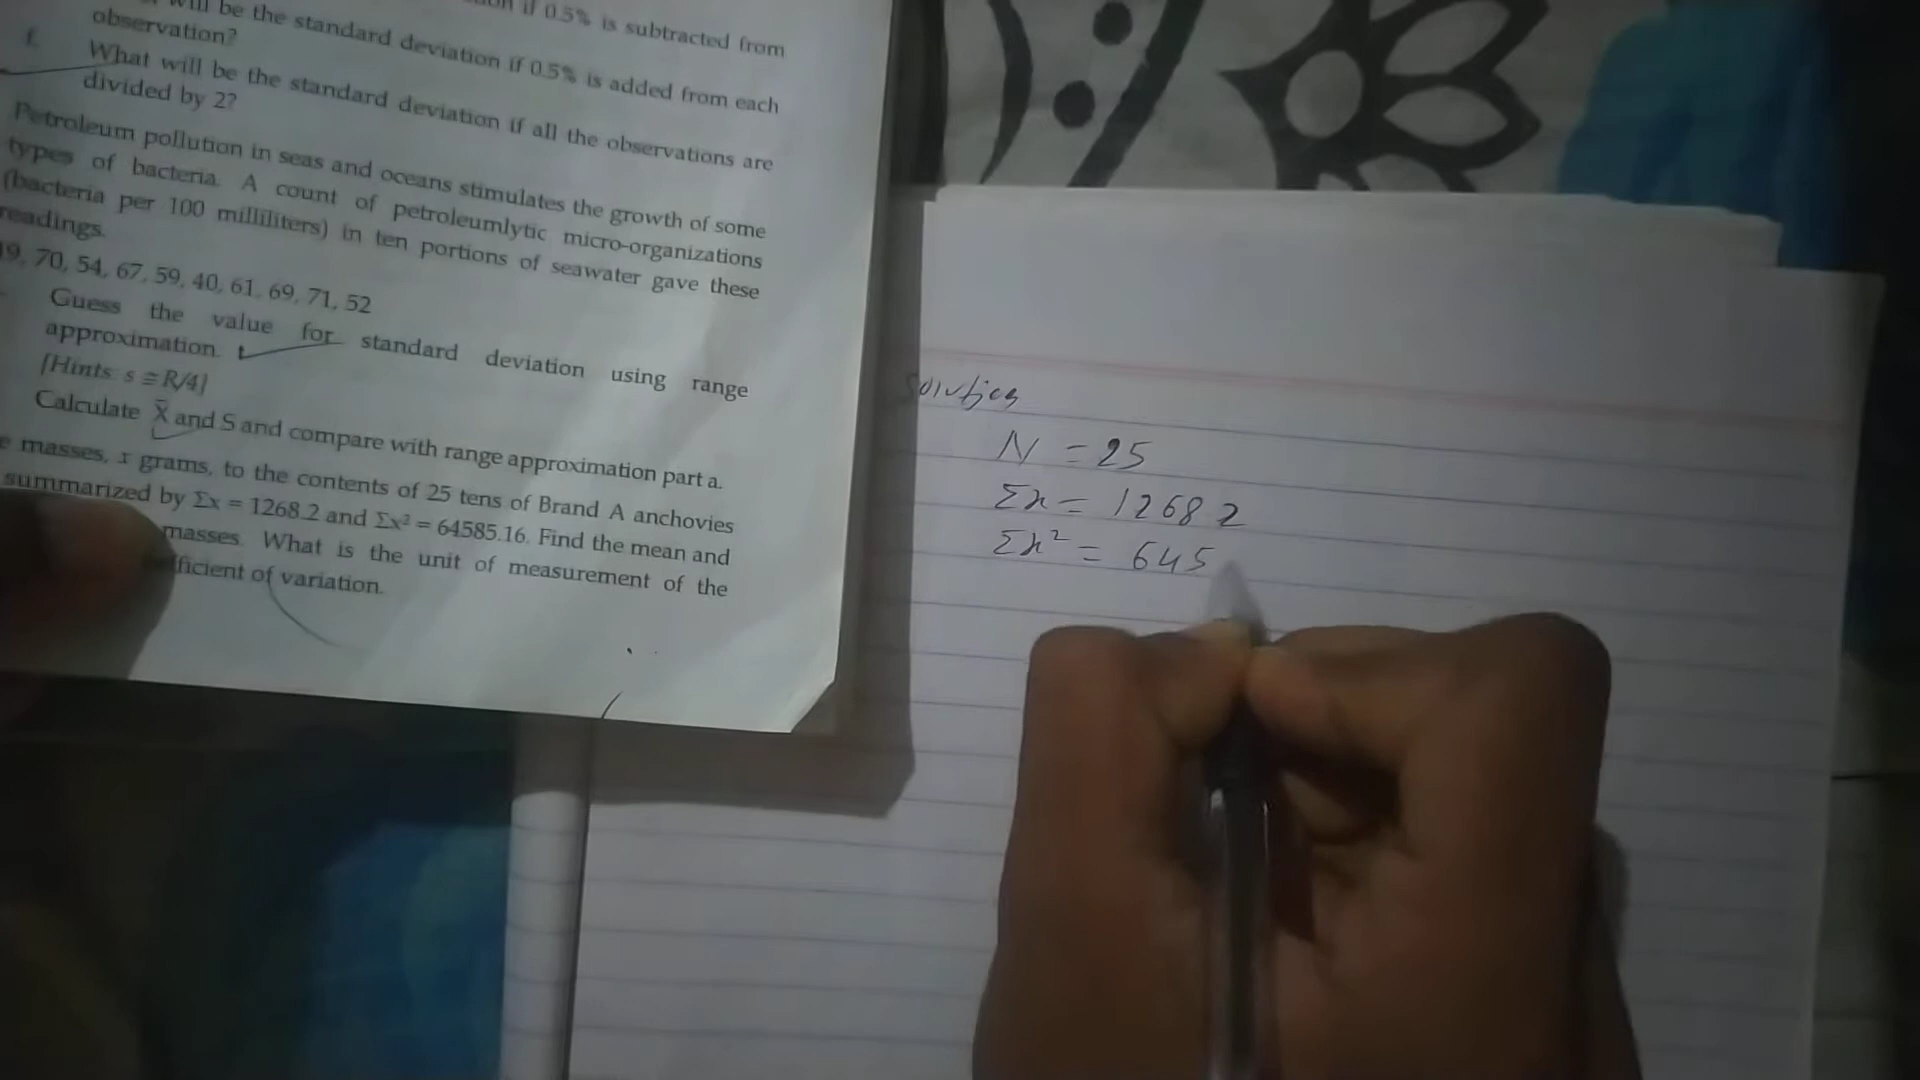 will be the standard deviation if 0.5% is subtracted from
observation?
will be the standard deviation if 0.5% is added from each
f. What will be the standard deviation if all the observations are
divided by 2?
Petroleum pollution in seas and oceans stimulates the growth of some
types of bacteria. A count of petroleumlytic micro-organizations
(bacteria per 100 milliliters) in ten portions of seawater gave these
readings.
19, 70, 54, 67, 59, 40, 61, 69, 71, 52
Guess the value for standard deviation using range
approximation.
[Hints: s ≅ R/4]
Calculate X̄ and S and compare with range approximation part a.
e masses, x grams, to the contents of 25 tens of Brand A anchovies
summarized by Σx = 1268.2 and Σx² = 64585.16. Find the mean and
masses. What is the unit of measurement of the
fficient of variation.
Solution
N = 25
Σx = 1268 2
Σx² = 645